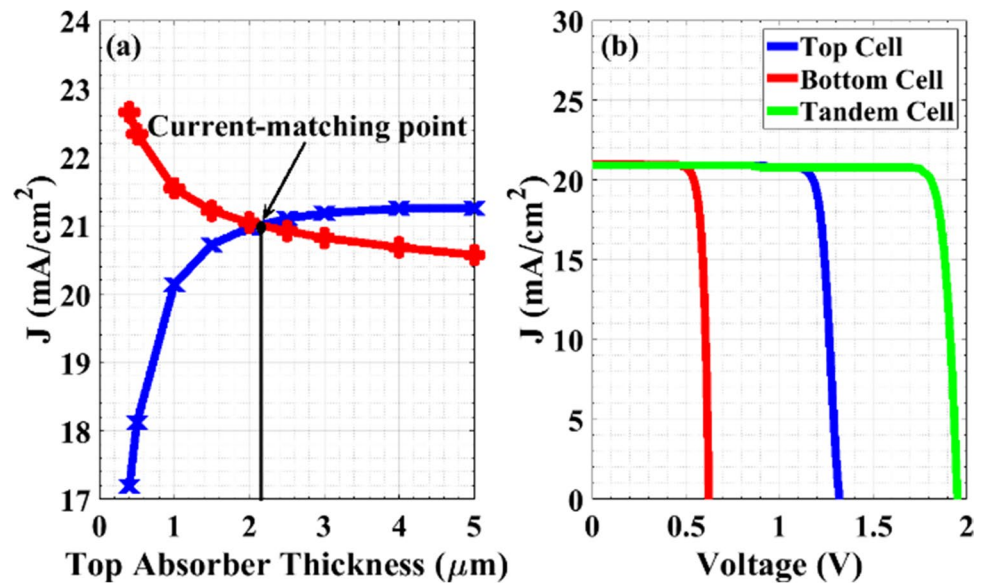 (a)
Current-matching point
J (mA/cm²)
24
23
22
21
20
19
18
17
0 1 2 3 4 5
Top Absorber Thickness (μm)
(b)
Top Cell
Bottom Cell
Tandem Cell
J (mA/cm²)
30
25
20
15
10
5
0
0 0.5 1 1.5 2
Voltage (V)